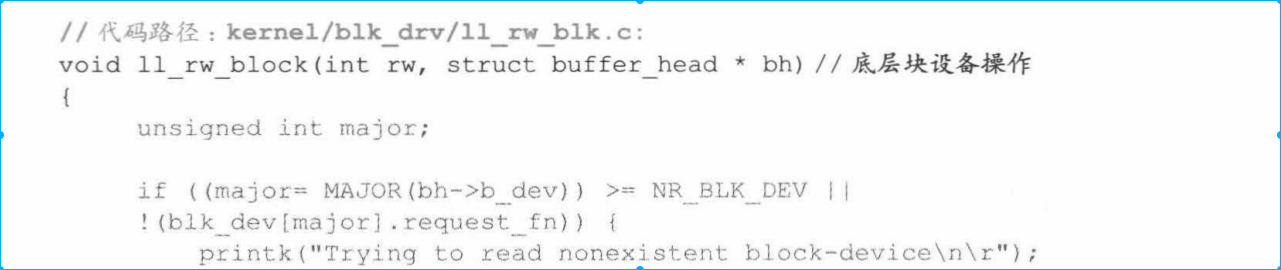 //代码路径:kernel/blk_drv/ll_rw_blk.c:
void ll_rw_block(int rw, struct buffer_head * bh) //底层块设备操作
{
unsigned int major;
if ((major= MAJOR(bh->b_dev)) >= NR_BLK_DEV ||
!(blk_dev[major].request_fn)) {
printk("Trying to read nonexistent block-device\n\r");